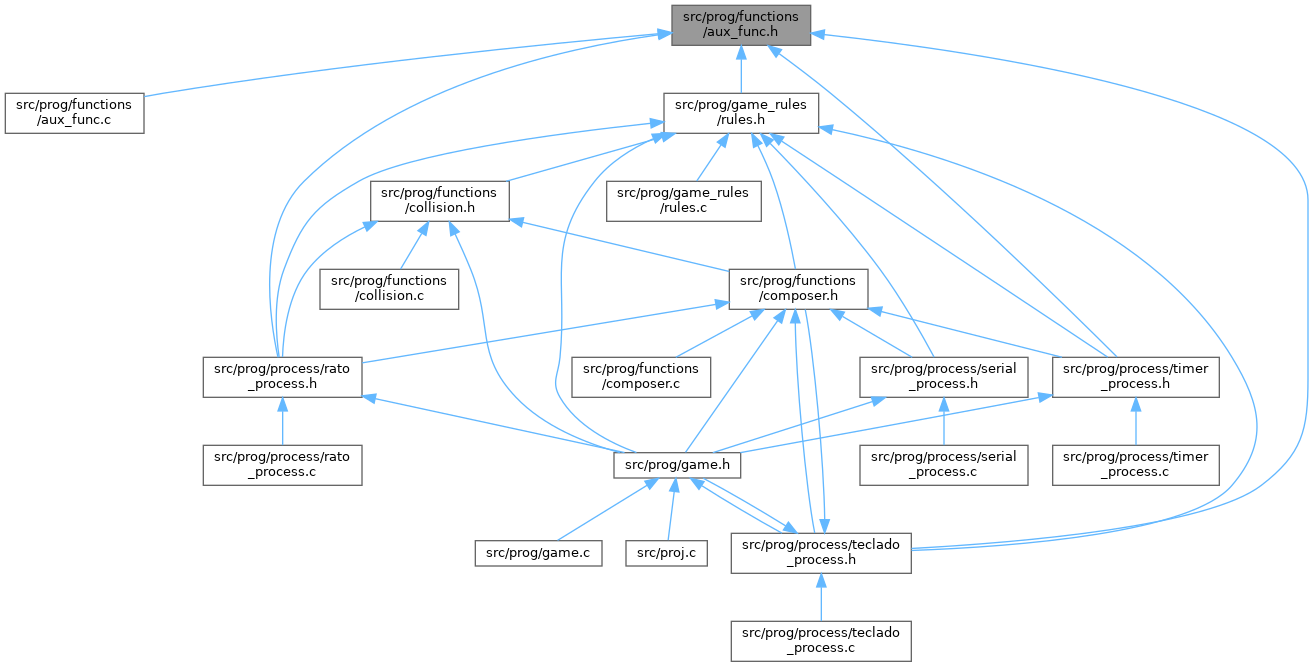 src/prog/functions
/aux_func.h
src/prog/functions
/aux_func.c
src/prog/game_rules
/rules.h
src/prog/functions
/collision.h
src/prog/game_rules
/rules.c
src/prog/functions
/collision.c
src/prog/functions
/composer.h
src/prog/process/rato
_process.h
src/prog/functions
/composer.c
src/prog/process/serial
_process.h
src/prog/process/timer
_process.h
src/prog/process/rato
_process.c
src/prog/game.h
src/prog/process/serial
_process.c
src/prog/process/timer
_process.c
src/prog/game.c
src/proj.c
src/prog/process/teclado
_process.h
src/prog/process/teclado
_process.c